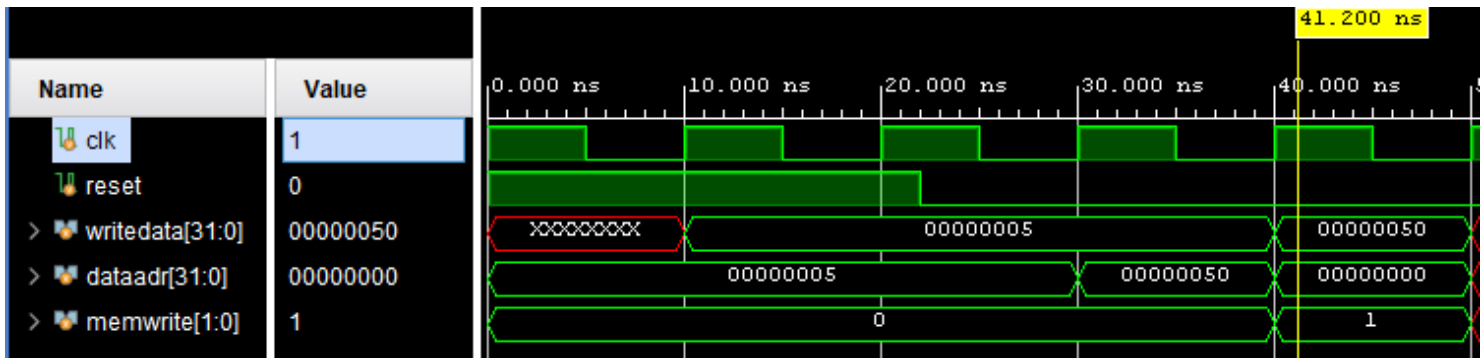 41.200 ns
Name Value 0.000 ns 10.000 ns 20.000 ns 30.000 ns 40.000 ns
clk 1
reset 0
writedata[31:0] 00000050 XXXXXXXX 00000005 00000050
dataadr[31:0] 00000000 00000005 00000050 00000000
memwrite[1:0] 1 0 1